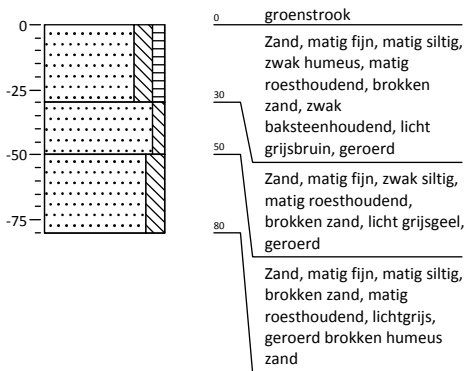 0
-25
-50
-75
0
groenstrook
Zand, matig fijn, matig siltig,
zwak humeus, matig
roesthoudend, brokken
zand, zwak
baksteenhoudend, licht
grijsbruin, geroerd
30
Zand, matig fijn, zwak siltig,
matig roesthoudend,
brokken zand, licht grijsgeel,
geroerd
50
Zand, matig fijn, matig siltig,
brokken zand, matig
roesthoudend, lichtgrijs,
geroerd brokken humeus
zand
80